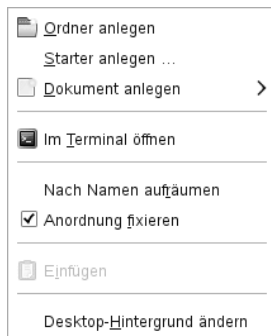 Ordner anlegen
Starter anlegen ...
Dokument anlegen
Im Terminal öffnen
Nach Namen aufräumen
Anordnung fixieren
Einfügen
Desktop-Hintergrund ändern